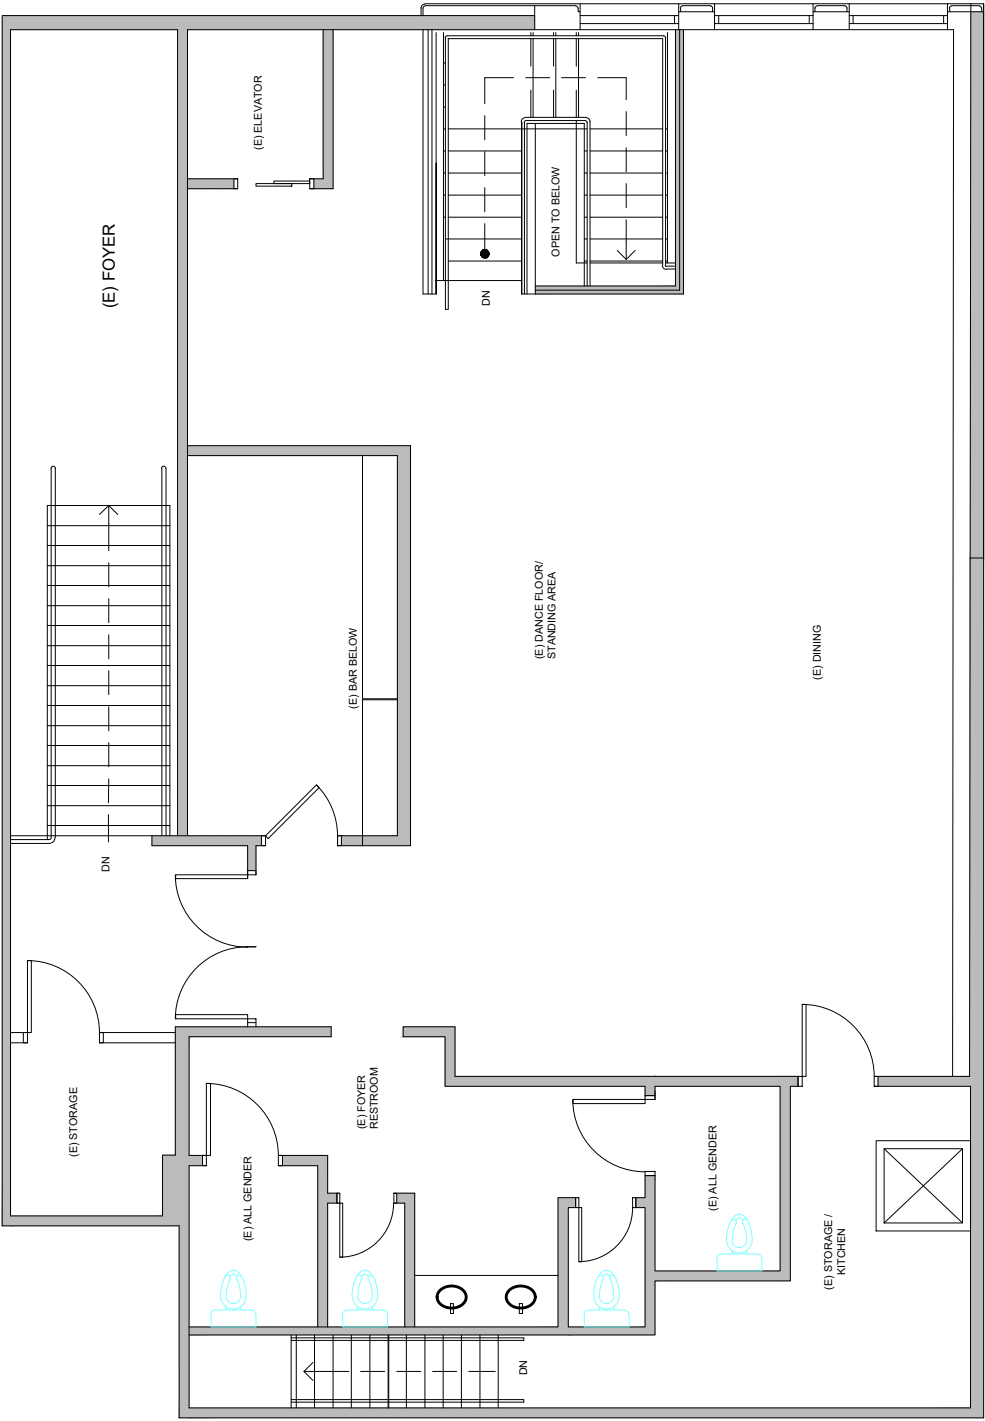 (E) ELEVATOR
(E) FOYER
OPEN TO BELOW
DN
(E) DANCE FLOOR/
STANDING AREA
(E) DINING
(E) BAR BELOW
DN
(E) STORAGE
(E) FOYER
RESTROOM
(E) ALL GENDER
(E) ALL GENDER
(E) STORAGE /
KITCHEN
DN